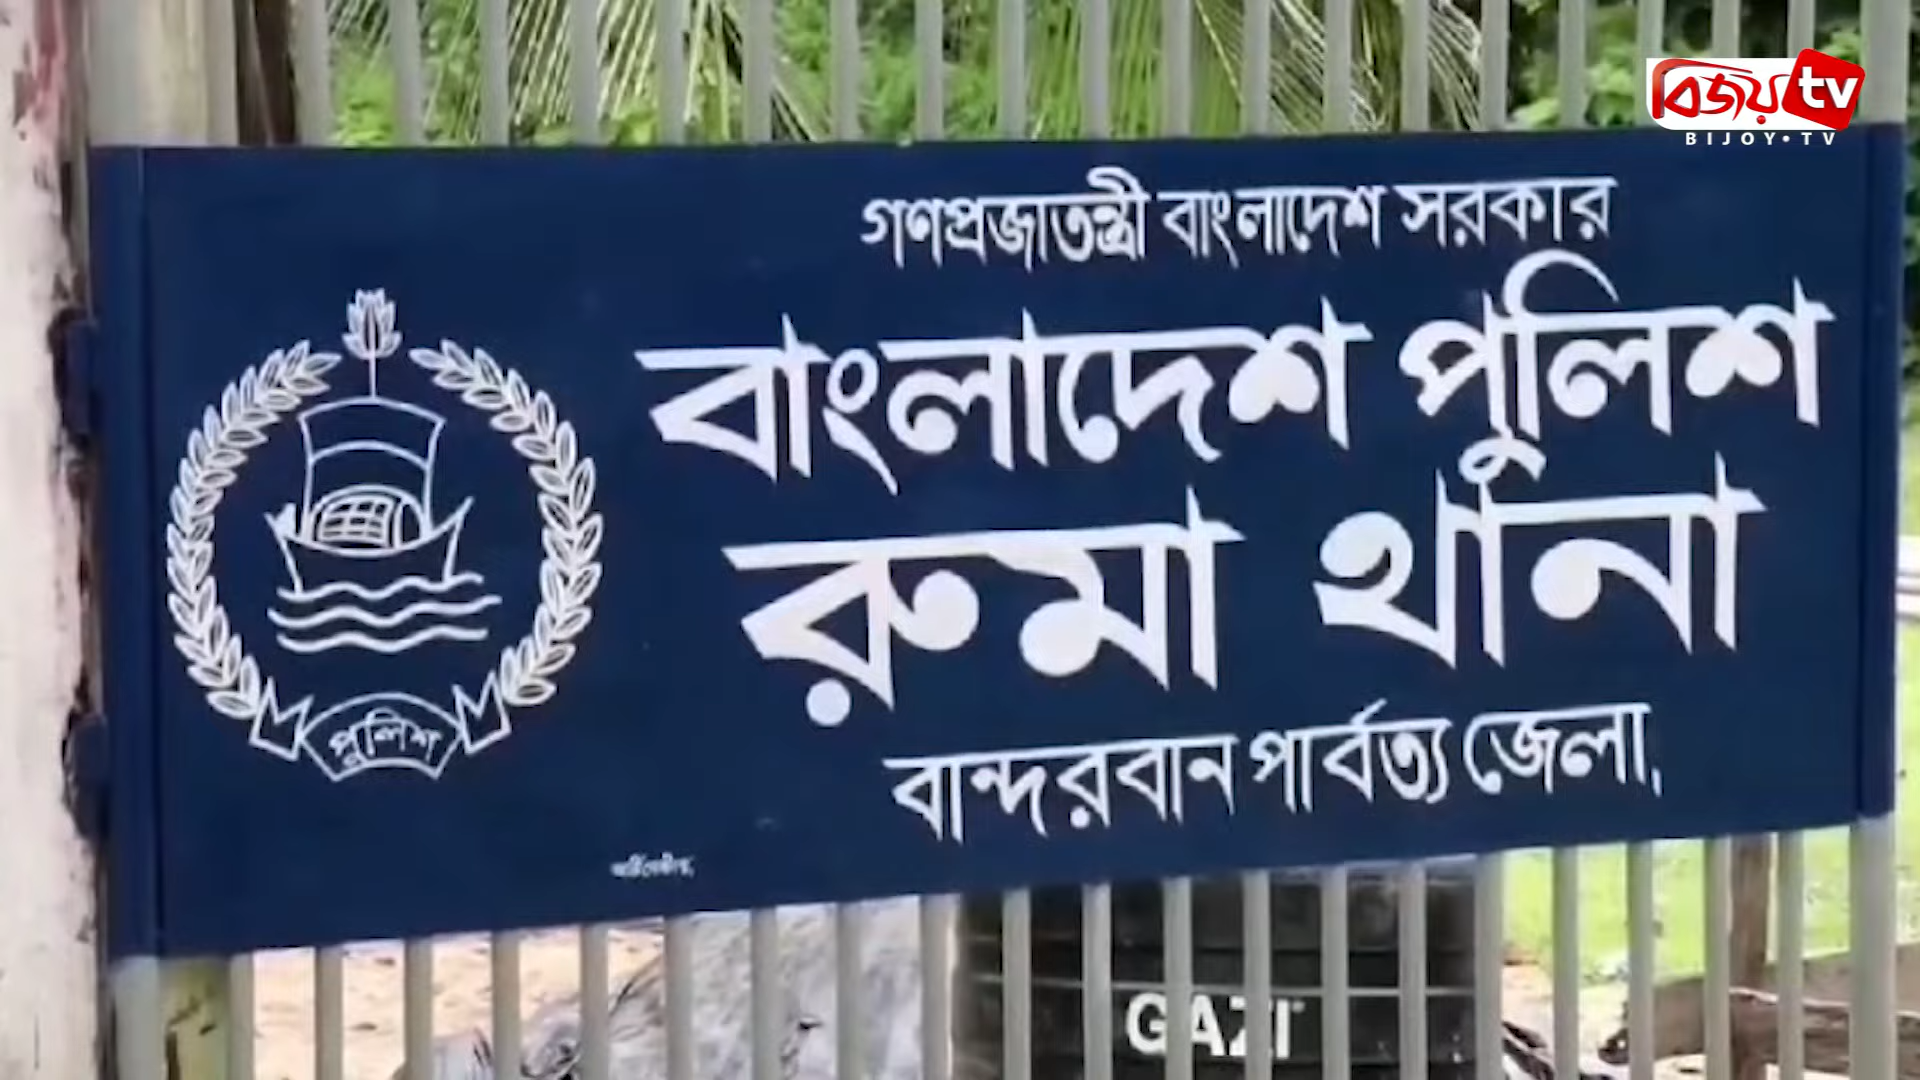 বিজয় tv
BIJOY•TV
গণপ্রজাতন্ত্রী বাংলাদেশ সরকার
বাংলাদেশ পুলিশ
রুমা থানা
বান্দরবান পার্বত্য জেলা,
পুলিশ
GAZI